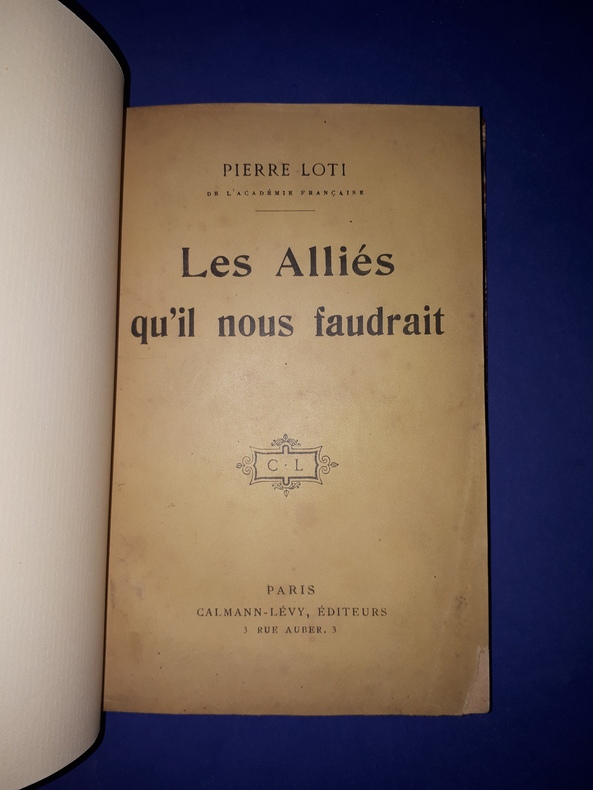 PIERRE LOTI
DE L'ACADÉMIE FRANÇAISE
Les Alliés
qu'il nous faudrait
C · L
PARIS
CALMANN-LÉVY, ÉDITEURS
3 RUE AUBER, 3